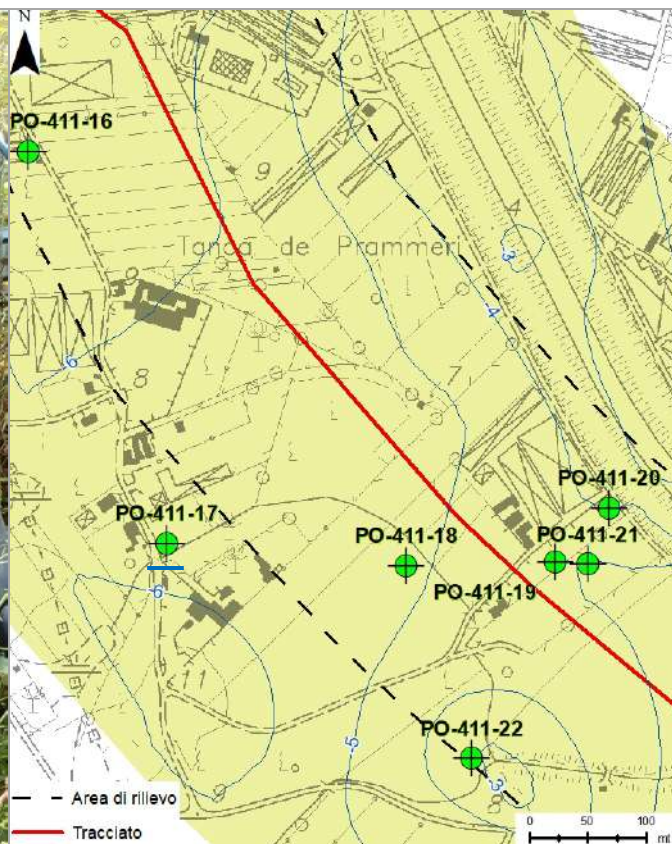 N
PO-411-16
9
4
Tanca de Prammeri
-3
-4
-6
8
7
PO-411-20
PO-411-17
PO-411-21
PO-411-18
-6
PO-411-19
11
PO-411-22
-5
-3
9
Area di rilievo
Tracciato
0 50 100
mt